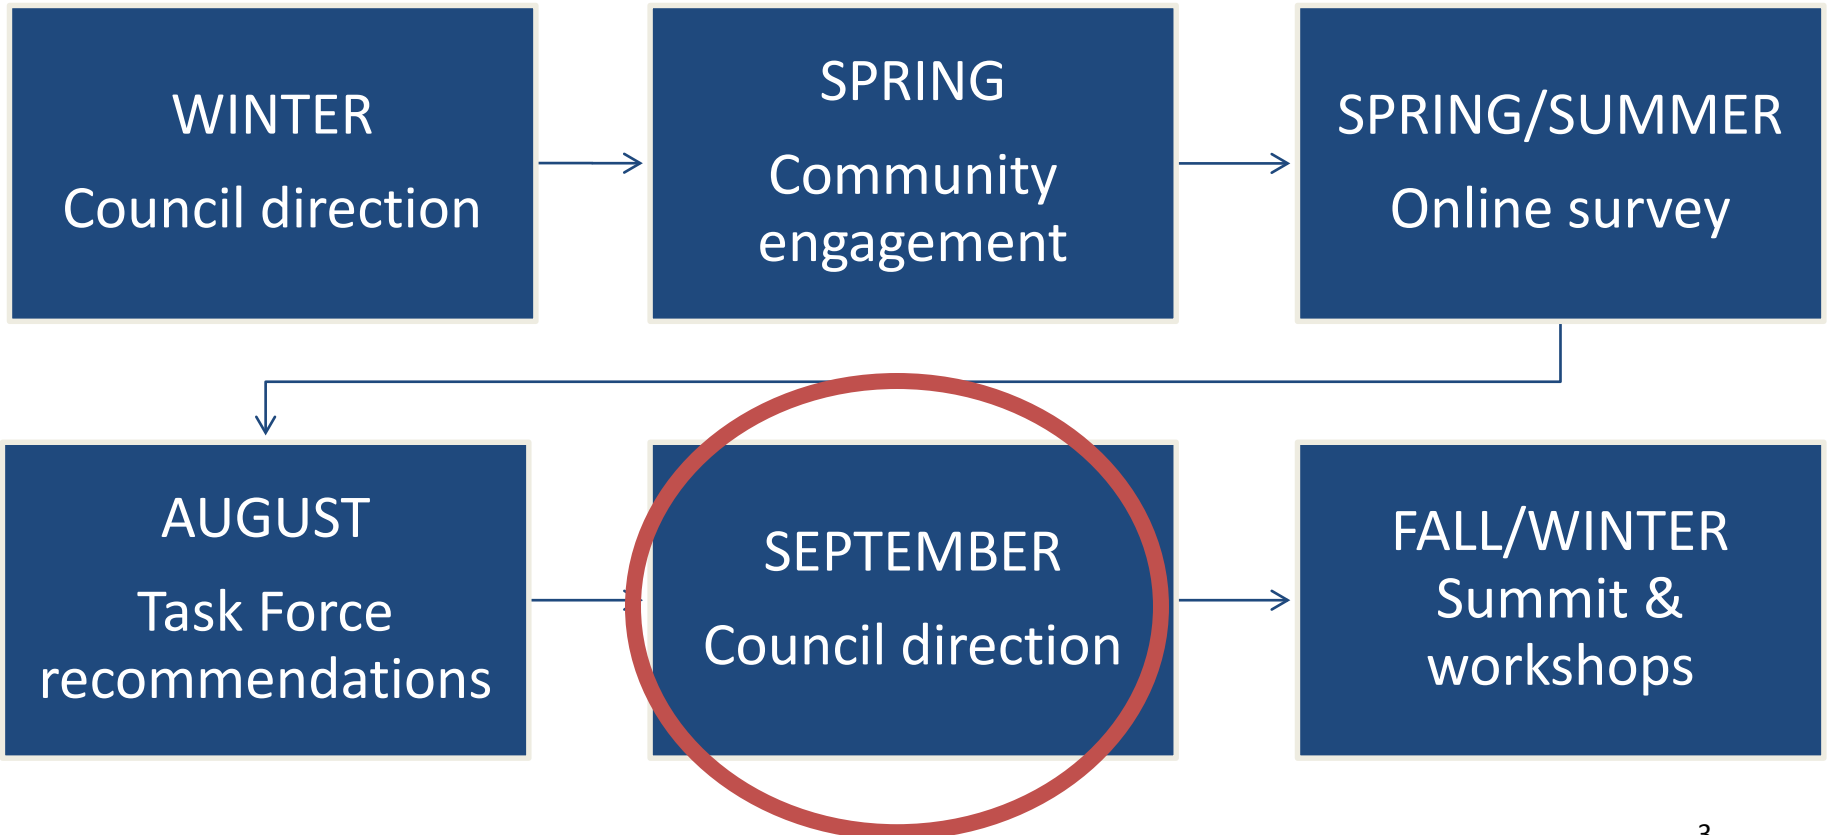 WINTER
Council direction
SPRING
Community
engagement
SPRING/SUMMER
Online survey
AUGUST
Task Force
recommendations
SEPTEMBER
Council direction
FALL/WINTER
Summit &
workshops
3